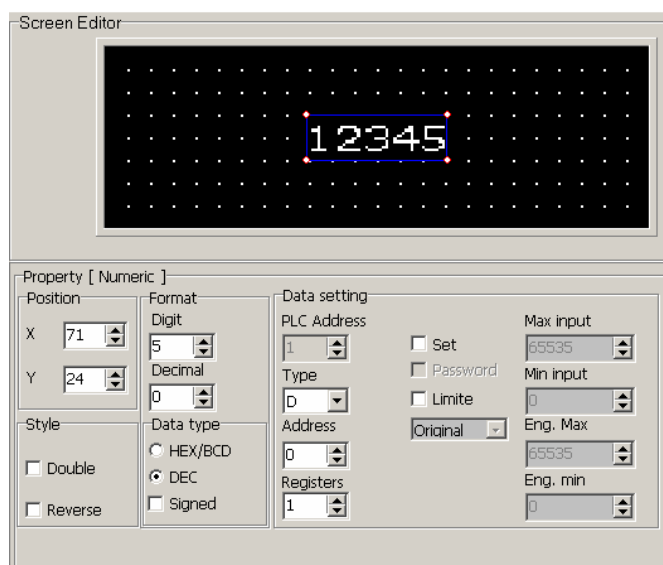 Screen Editor
12345
Property [ Numeric ]
Position
X 71
Y 24
Style
Double
Reverse
Format
Digit
5
Decimal
0
Data type
HEX/BCD
DEC
Signed
Data setting
PLC Address
1
Type
D
Address
0
Registers
1
Set
Password
Limite
Original
Max input
65535
Min input
0
Eng. Max
65535
Eng. min
0